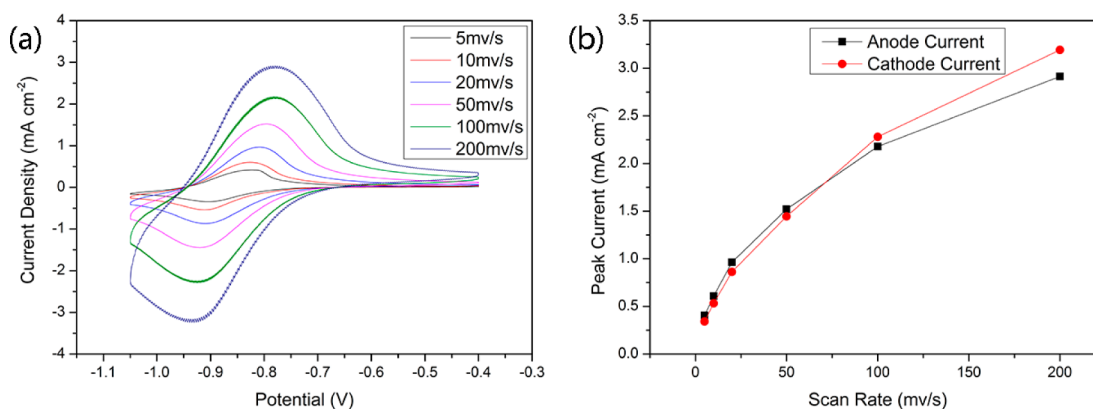 (a)
Current Density (mA cm⁻²)
4
3
2
1
0
-1
-2
-3
-4
5mv/s
10mv/s
20mv/s
50mv/s
100mv/s
200mv/s
-1.1
-1.0
-0.9
-0.8
-0.7
-0.6
-0.5
-0.4
-0.3
Potential (V)
(b)
Peak Current (mA cm⁻²)
3.5
3.0
2.5
2.0
1.5
1.0
0.5
0.0
Anode Current
Cathode Current
0
50
100
150
200
Scan Rate (mv/s)